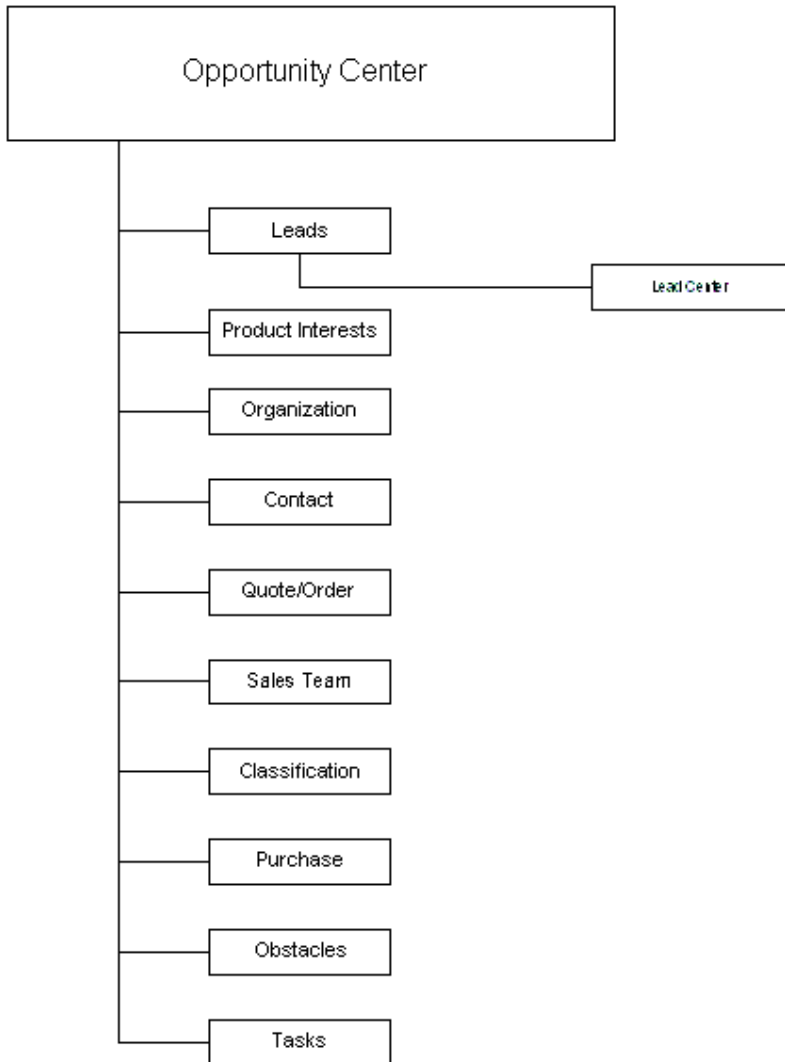 Opportunity Center
Leads
Lead Center
Product Interests
Organization
Contact
Quote/Order
Sales Team
Classification
Purchase
Obstacles
Tasks